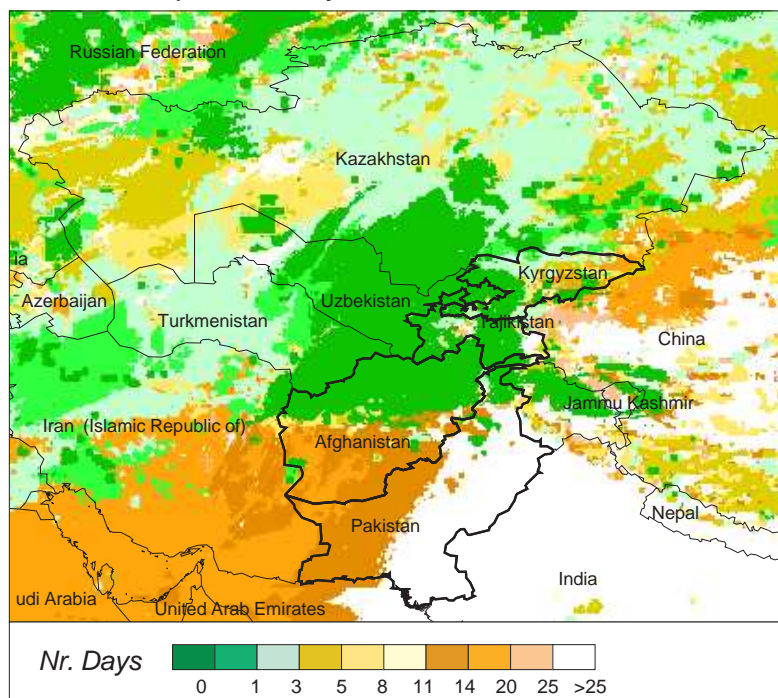 Russian Federation
Kazakhstan
ia
Kyrgyzstan
Azerbaijan
Uzbekistan
Turkmenistan
Tajikistan
China
Jammu Kashmir
Iran (Islamic Republic of)
Afghanistan
Nepal
Pakistan
India
udi Arabia
United Arab Emirates
Nr. Days
0 1 3 5 8 11 14 20 25 >25